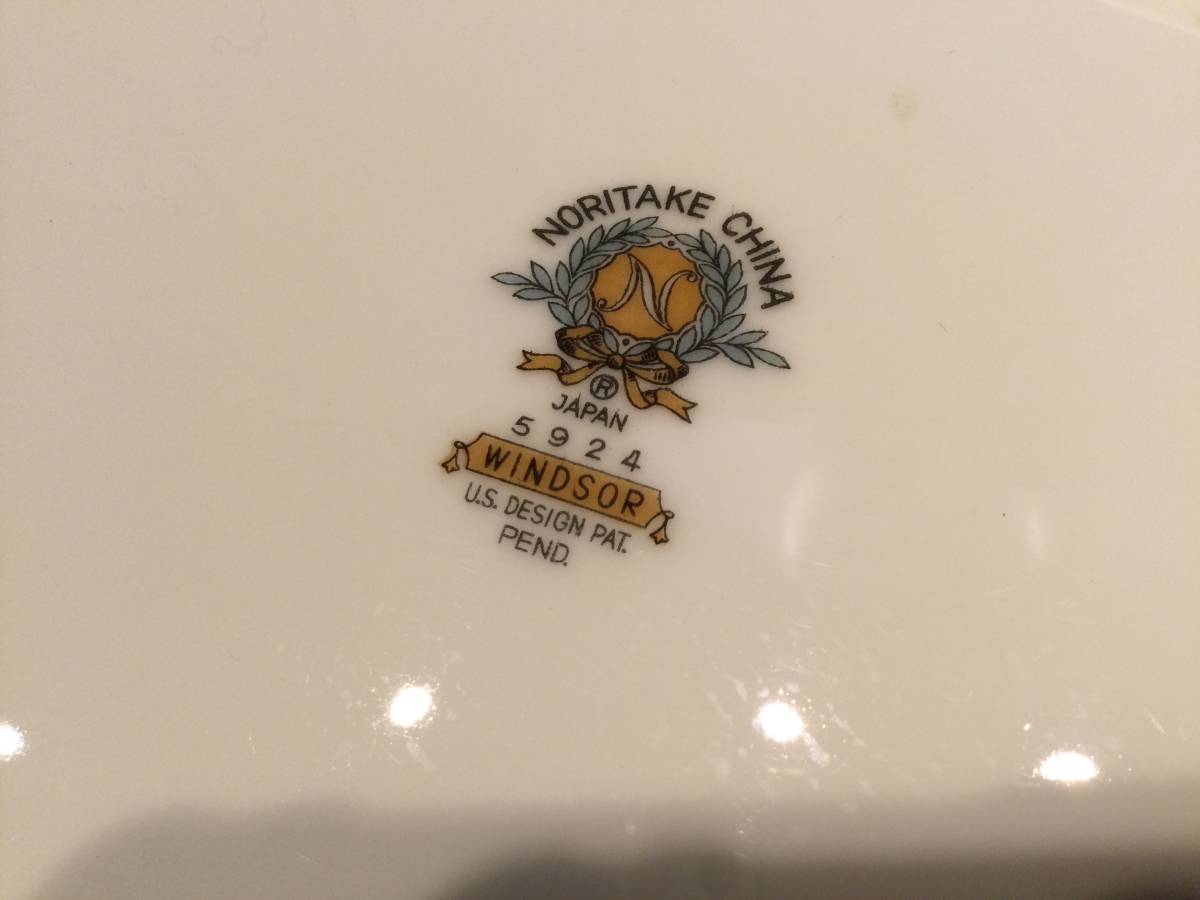 NORITAKE CHINA
N
®
JAPAN
5924
WINDSOR
U.S. DESIGN PAT.
PEND.